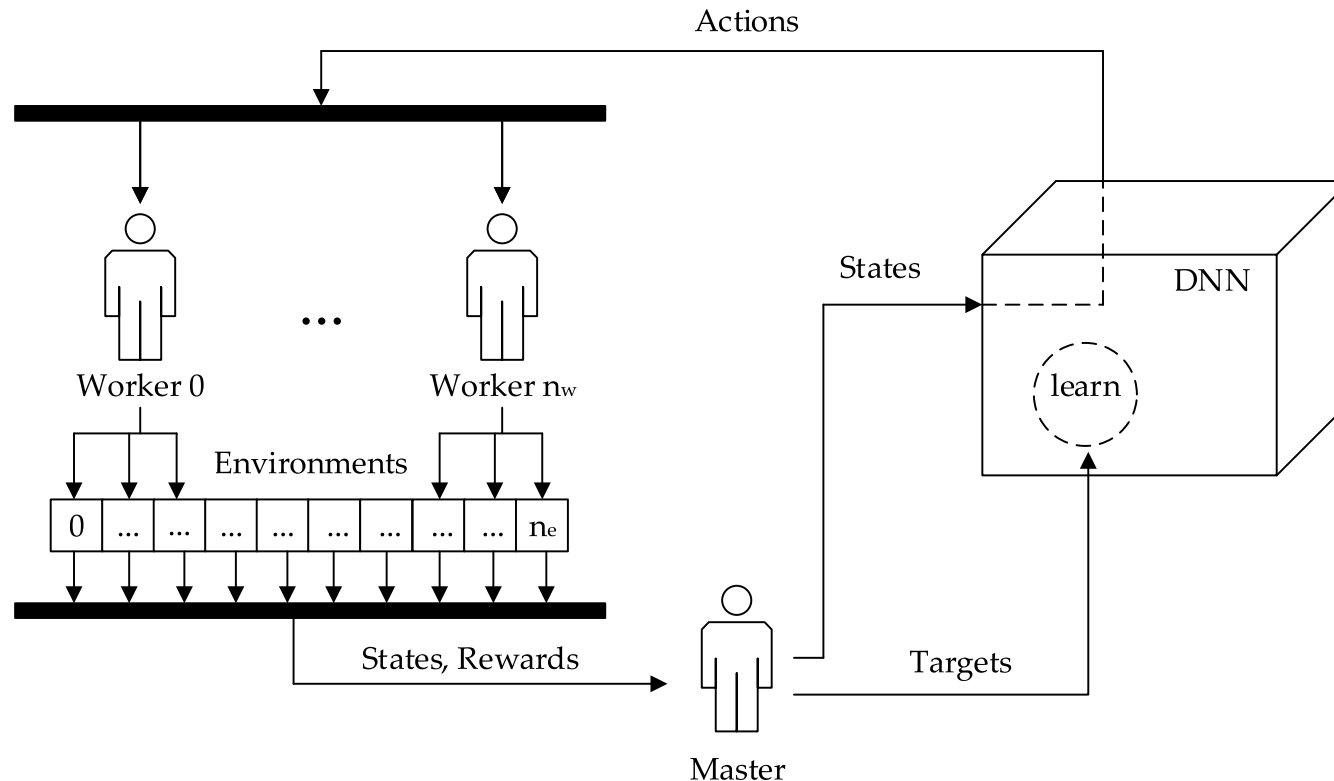 Actions
States
DNN
...
learn
Worker 0
Worker nw
Environments
0 ... ... ... ... ... ... ... ... ne
States, Rewards
Targets
Master